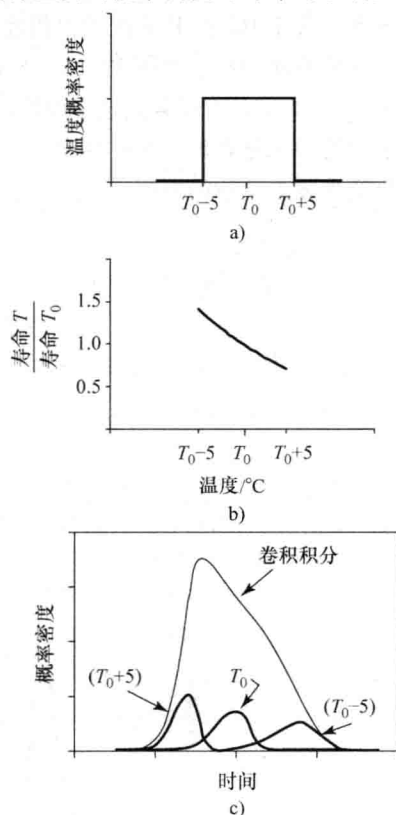 温度概率密度
T₀−5 T₀ T₀+5
a)
寿命 T
寿命 T₀
1.5
1.0
0.5
T₀−5 T₀ T₀+5
温度/°C
b)
概率密度
卷积积分
(T₀+5)
T₀
(T₀−5)
时间
c)